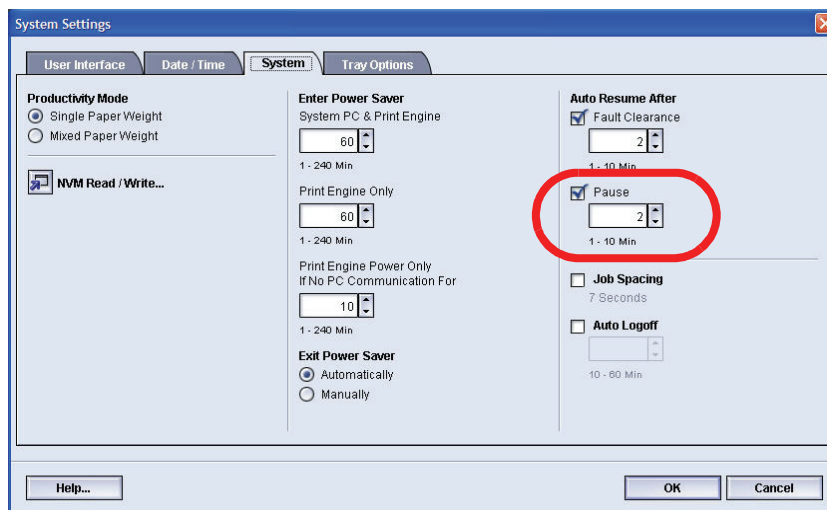 System Settings
User Interface
Date / Time
System
Tray Options
Productivity Mode
Single Paper Weight
Mixed Paper Weight
NVM Read / Write...
Enter Power Saver
System PC & Print Engine
60
1 - 240 Min
Print Engine Only
60
1 - 240 Min
Print Engine Power Only
If No PC Communication For
10
1 - 240 Min
Exit Power Saver
Automatically
Manually
Auto Resume After
Fault Clearance
2
1 - 10 Min
Pause
2
1 - 10 Min
Job Spacing
7 Seconds
Auto Logoff
10 - 60 Min
Help...
OK
Cancel